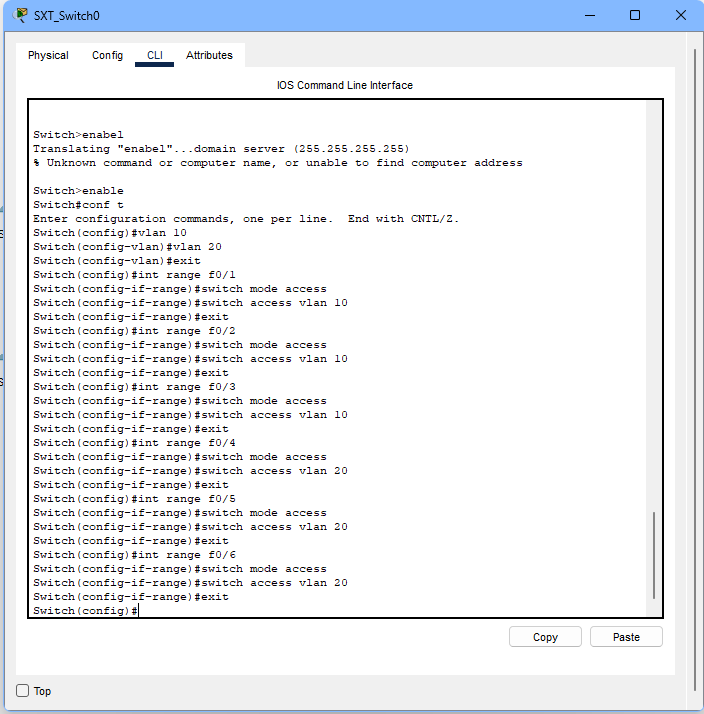 SXT_Switch0
Physical Config CLI Attributes
IOS Command Line Interface
Switch>enabel
Translating "enabel"...domain server (255.255.255.255)
% Unknown command or computer name, or unable to find computer address
Switch>enable
Switch#conf t
Enter configuration commands, one per line.  End with CNTL/Z.
Switch(config)#vlan 10
Switch(config-vlan)#vlan 20
Switch(config-vlan)#exit
Switch(config)#int range f0/1
Switch(config-if-range)#switch mode access
Switch(config-if-range)#switch access vlan 10
Switch(config-if-range)#exit
Switch(config)#int range f0/2
Switch(config-if-range)#switch mode access
Switch(config-if-range)#switch access vlan 10
Switch(config-if-range)#exit
Switch(config)#int range f0/3
Switch(config-if-range)#switch mode access
Switch(config-if-range)#switch access vlan 10
Switch(config-if-range)#exit
Switch(config)#int range f0/4
Switch(config-if-range)#switch mode access
Switch(config-if-range)#switch access vlan 20
Switch(config-if-range)#exit
Switch(config)#int range f0/5
Switch(config-if-range)#switch mode access
Switch(config-if-range)#switch access vlan 20
Switch(config-if-range)#exit
Switch(config)#int range f0/6
Switch(config-if-range)#switch mode access
Switch(config-if-range)#switch access vlan 20
Switch(config-if-range)#exit
Switch(config)#
Copy Paste
Top